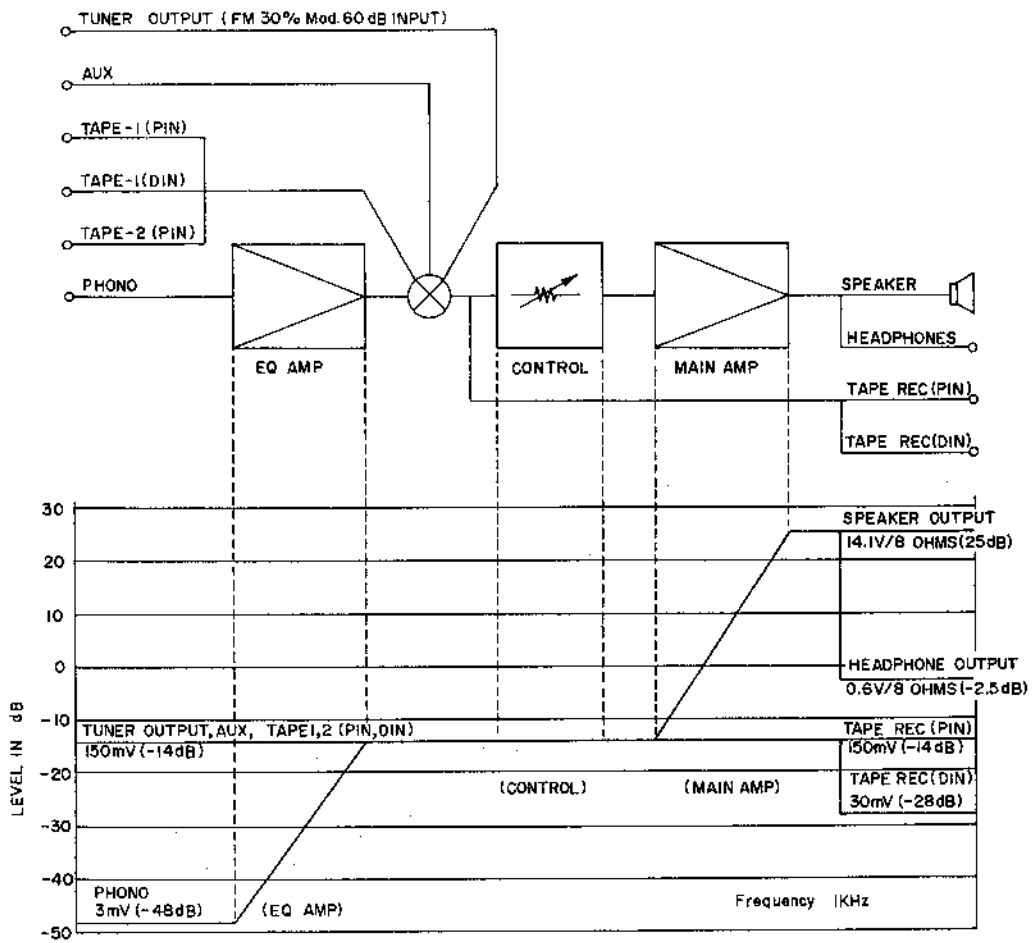 TUNER OUTPUT (FM 30% Mod. 60 dB INPUT)
AUX
TAPE-1 (PIN)
TAPE-1(DIN)
TAPE-2 (PIN)
PHONO
EQ AMP
CONTROL
MAIN AMP
SPEAKER
HEADPHONES
TAPE REC(PIN)
TAPE REC(DIN)
LEVEL IN dB
30
20
10
0
-10
-20
-30
-40
-50
SPEAKER OUTPUT
14.1V/8 OHMS(25dB)
HEADPHONE OUTPUT
0.6V/8 OHMS(-2.5dB)
TUNER OUTPUT, AUX, TAPE1,2 (PIN,DIN)
150mV (-14dB)
TAPE REC (PIN)
150mV (-14dB)
TAPE REC(DIN)
30mV (-28dB)
(CONTROL)
(MAIN AMP)
PHONO
3mV (-48dB)
(EQ AMP)
Frequency 1KHz